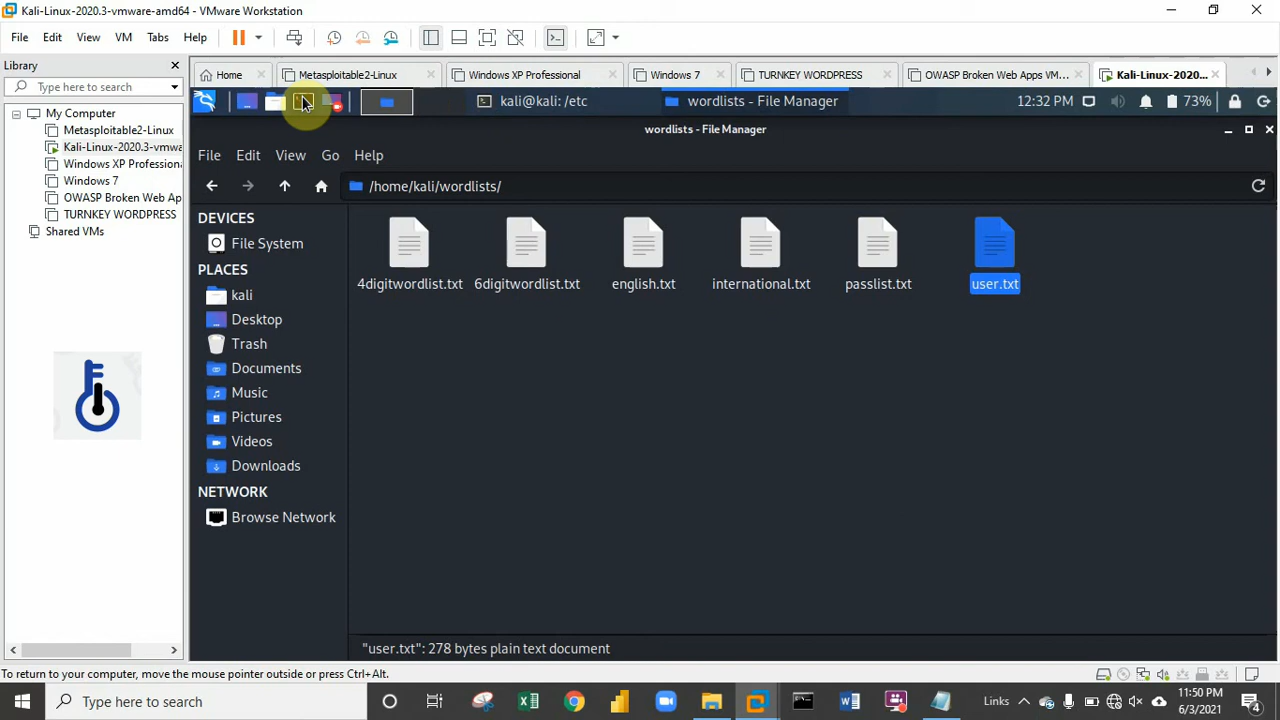 Kali-Linux-2020.3-vmware-amd64 - VMware Workstation
File Edit View VM Tabs Help
Library
Type here to search
My Computer
Metasploitable2-Linux
Kali-Linux-2020.3-vmwa
Windows XP Profession
Windows 7
OWASP Broken Web Ap
TURNKEY WORDPRESS
Shared VMs
Home Metasploitable2-Linux Windows XP Professional Windows 7 TURNKEY WORDPRESS OWASP Broken Web Apps VM... Kali-Linux-2020....
kali@kali: /etc wordlists - File Manager 12:32 PM 73%
wordlists - File Manager
File Edit View Go Help
/home/kali/wordlists/
DEVICES
File System
PLACES
kali
Desktop
Trash
Documents
Music
Pictures
Videos
Downloads
NETWORK
Browse Network
4digitwordlist.txt 6digitwordlist.txt english.txt international.txt passlist.txt user.txt
"user.txt": 278 bytes plain text document
To return to your computer, move the mouse pointer outside or press Ctrl+Alt.
Type here to search
Links
11:50 PM
6/3/2021
4